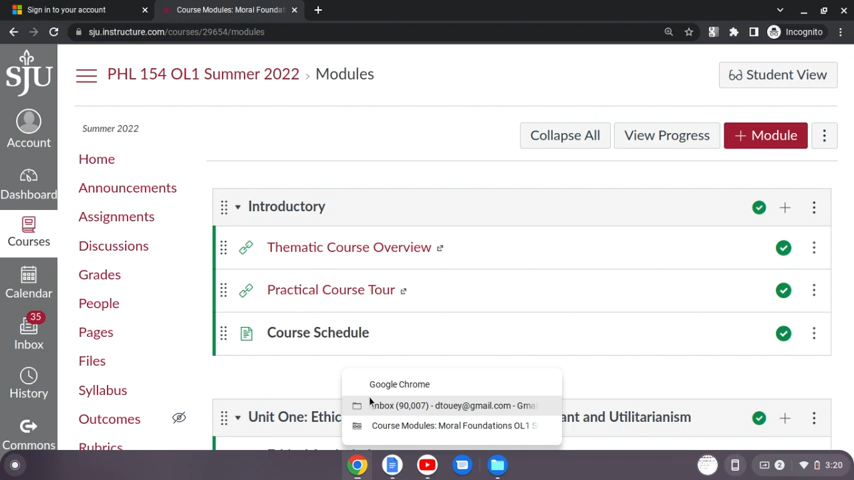 Sign in to your account
Course Modules: Moral Foundat
sju.instructure.com/courses/29654/modules
Incognito
SJU
PHL 154 OL1 Summer 2022 › Modules
Student View
Account
Dashboard
Courses
Calendar
35
Inbox
History
Commons
Summer 2022
Home
Announcements
Assignments
Discussions
Grades
People
Pages
Files
Syllabus
Outcomes
Rubrics
Collapse All
View Progress
+ Module
Introductory
Thematic Course Overview
Practical Course Tour
Course Schedule
Unit One: Ethic
ant and Utilitarianism
Google Chrome
Inbox (90,007) - dtouey@gmail.com - Gmai
Course Modules: Moral Foundations OL1 S
2
3:20